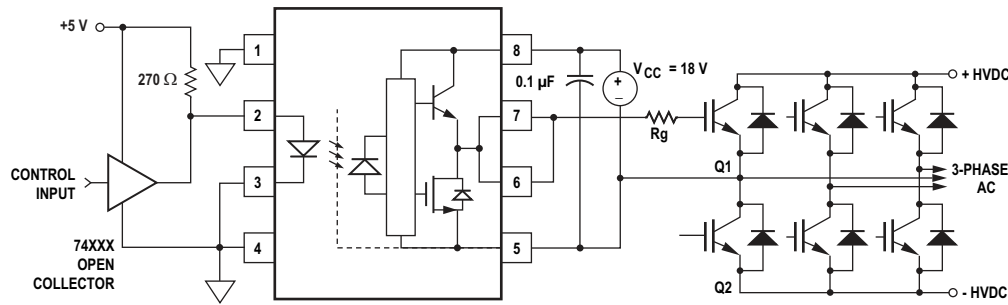 +5 V
270 Ω
CONTROL
INPUT
74XXX
OPEN
COLLECTOR
1
2
3
4
8
7
6
5
0.1 µF
+
–
VCC = 18 V
Rg
Q1
Q2
+ HVDC
3-PHASE
AC
- HVDC